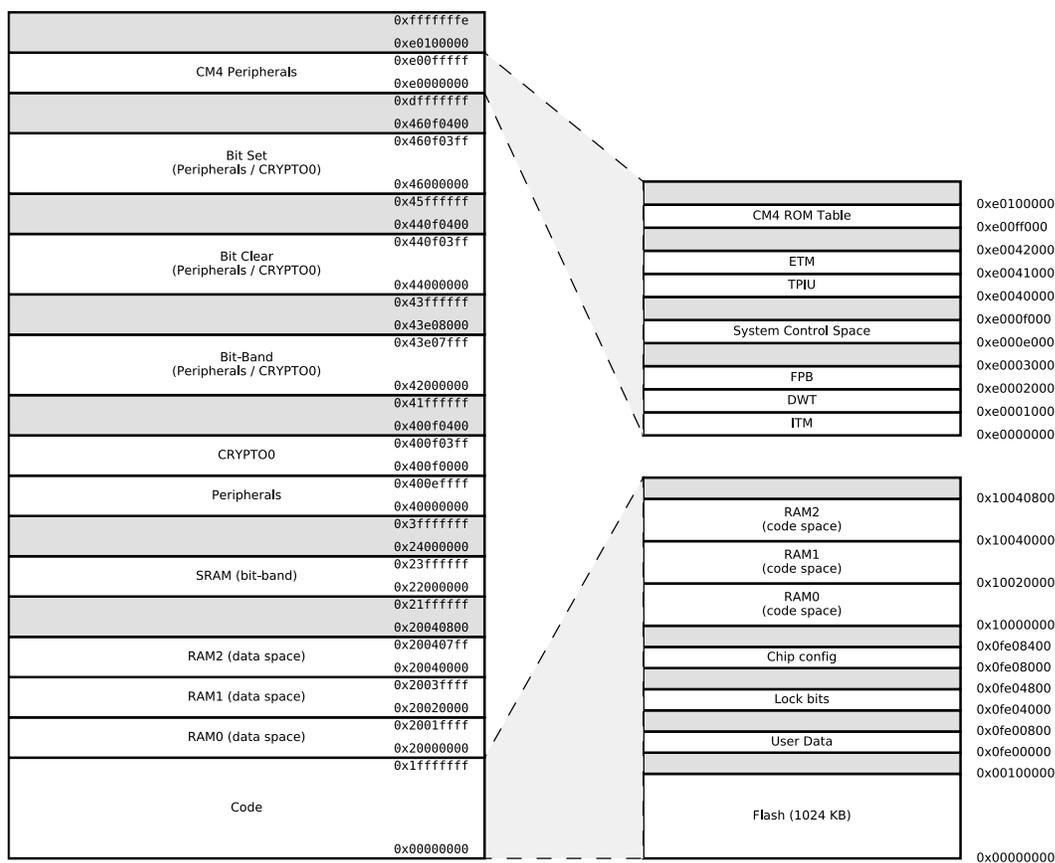 0xfffffffe
0xe0100000
0xe00fffff
CM4 Peripherals
0xe0000000
0xdfffffff
0x460f0400
0x460f03ff
Bit Set
(Peripherals / CRYPTO0)
0x46000000
0x45ffffff
0x440f0400
0x440f03ff
Bit Clear
(Peripherals / CRYPTO0)
0x44000000
0x43ffffff
0x43e08000
0x43e07fff
Bit-Band
(Peripherals / CRYPTO0)
0x42000000
0x41ffffff
0x400f0400
0x400f03ff
CRYPTO0
0x400f0000
0x400effff
Peripherals
0x40000000
0x3fffffff
0x24000000
0x23ffffff
SRAM (bit-band)
0x22000000
0x21ffffff
0x20040800
0x200407ff
RAM2 (data space)
0x20040000
0x2003ffff
RAM1 (data space)
0x20020000
0x2001ffff
RAM0 (data space)
0x20000000
0x1fffffff
Code
0x00000000
0xe0100000
CM4 ROM Table
0xe00ff000
0xe0042000
ETM
0xe0041000
TPIU
0xe0040000
0xe000f000
System Control Space
0xe000e000
0xe0003000
FPB
0xe0002000
DWT
0xe0001000
ITM
0xe0000000
0x10040800
RAM2
(code space)
0x10040000
RAM1
(code space)
0x10020000
RAM0
(code space)
0x10000000
0x0fe08400
Chip config
0x0fe08000
0x0fe04800
Lock bits
0x0fe04000
0x0fe00800
User Data
0x0fe00000
0x00100000
Flash (1024 KB)
0x00000000